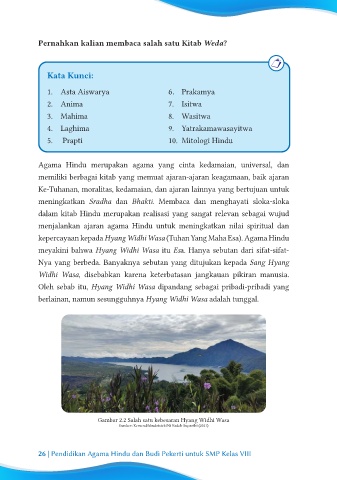 Pernahkan kalian membaca salah satu Kitab Weda?
Kata Kunci:
1. Asta Aiswarya
2. Anima
3. Mahima
4. Laghima
5. Prapti
6. Prakamya
7. Isitwa
8. Wasitwa
9. Yatrakamawasayitwa
10. Mitologi Hindu
Agama Hindu merupakan agama yang cinta kedamaian, universal, dan
memiliki berbagai kitab yang memuat ajaran-ajaran keagamaan, baik ajaran
Ke-Tuhanan, moralitas, kedamaian, dan ajaran lainnya yang bertujuan untuk
meningkatkan Sradha dan Bhakti. Membaca dan menghayati sloka-sloka
dalam kitab Hindu merupakan realisasi yang sangat relevan sebagai wujud
menjalankan ajaran agama Hindu untuk meningkatkan nilai spiritual dan
kepercayaan kepada Hyang Widhi Wasa (Tuhan Yang Maha Esa). Agama Hindu
meyakini bahwa Hyang Widhi Wasa itu Esa. Hanya sebutan dari sifat-sifat-
Nya yang berbeda. Banyaknya sebutan yang ditujukan kepada Sang Hyang
Widhi Wasa, disebabkan karena keterbatasan jangkauan pikiran manusia.
Oleh sebab itu, Hyang Widhi Wasa dipandang sebagai pribadi-pribadi yang
berlainan, namun sesungguhnya Hyang Widhi Wasa adalah tunggal.
Gambar 2.2 Salah satu kebesaran Hyang Widhi Wasa
26 | Pendidikan Agama Hindu dan Budi Pekerti untuk SMP Kelas VIII